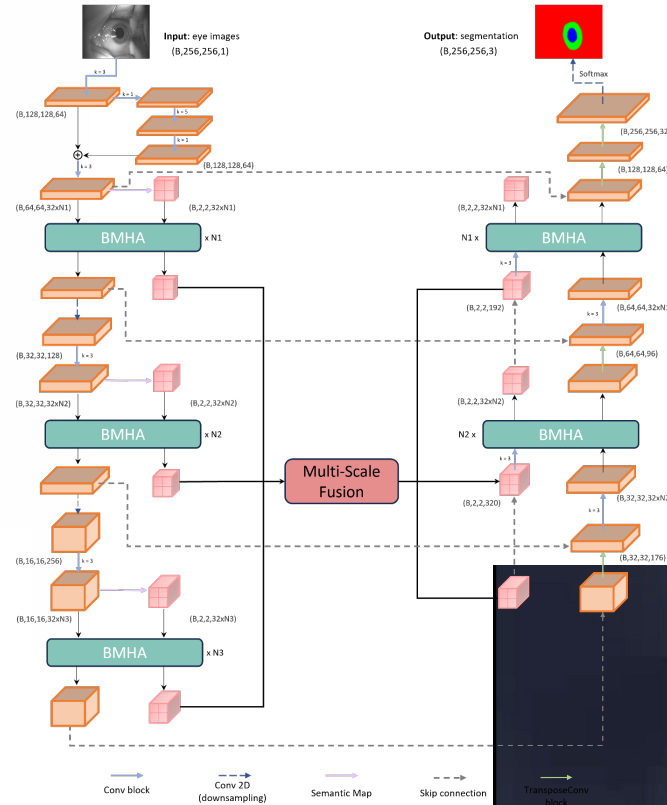 Input: eye images
(B,256,256,1)
Output: segmentation
(B,256,256,3)
Softmax
k = 3
k = 1
(B,128,128,64)
k = 5
k = 1
(B,256,256,32
k = 3
(B,128,128,64)
(B,128,128,64)
(B,64,64,32xN1)
(B,2,2,32xN1)
(B,2,2,32xN1)
BMHA
x N1
N1 x
BMHA
k = 3
(B,2,2,192)
(B,64,64,32xN1
k = 3
(B,32,32,128)
k = 3
(B,64,64,96)
(B,32,32,32xN2)
(B,2,2,32xN2)
(B,2,2,32xN2)
BMHA
x N2
N2 x
BMHA
k = 3
Multi-Scale
Fusion
(B,2,2,320)
(B,32,32,32xN2
k = 3
(B,16,16,256)
k = 3
(B,32,32,176)
(B,16,16,32xN3)
(B,2,2,32xN3)
BMHA
x N3
Conv block
Conv 2D
(downsampling)
Semantic Map
Skip connection
TransposeConv
block